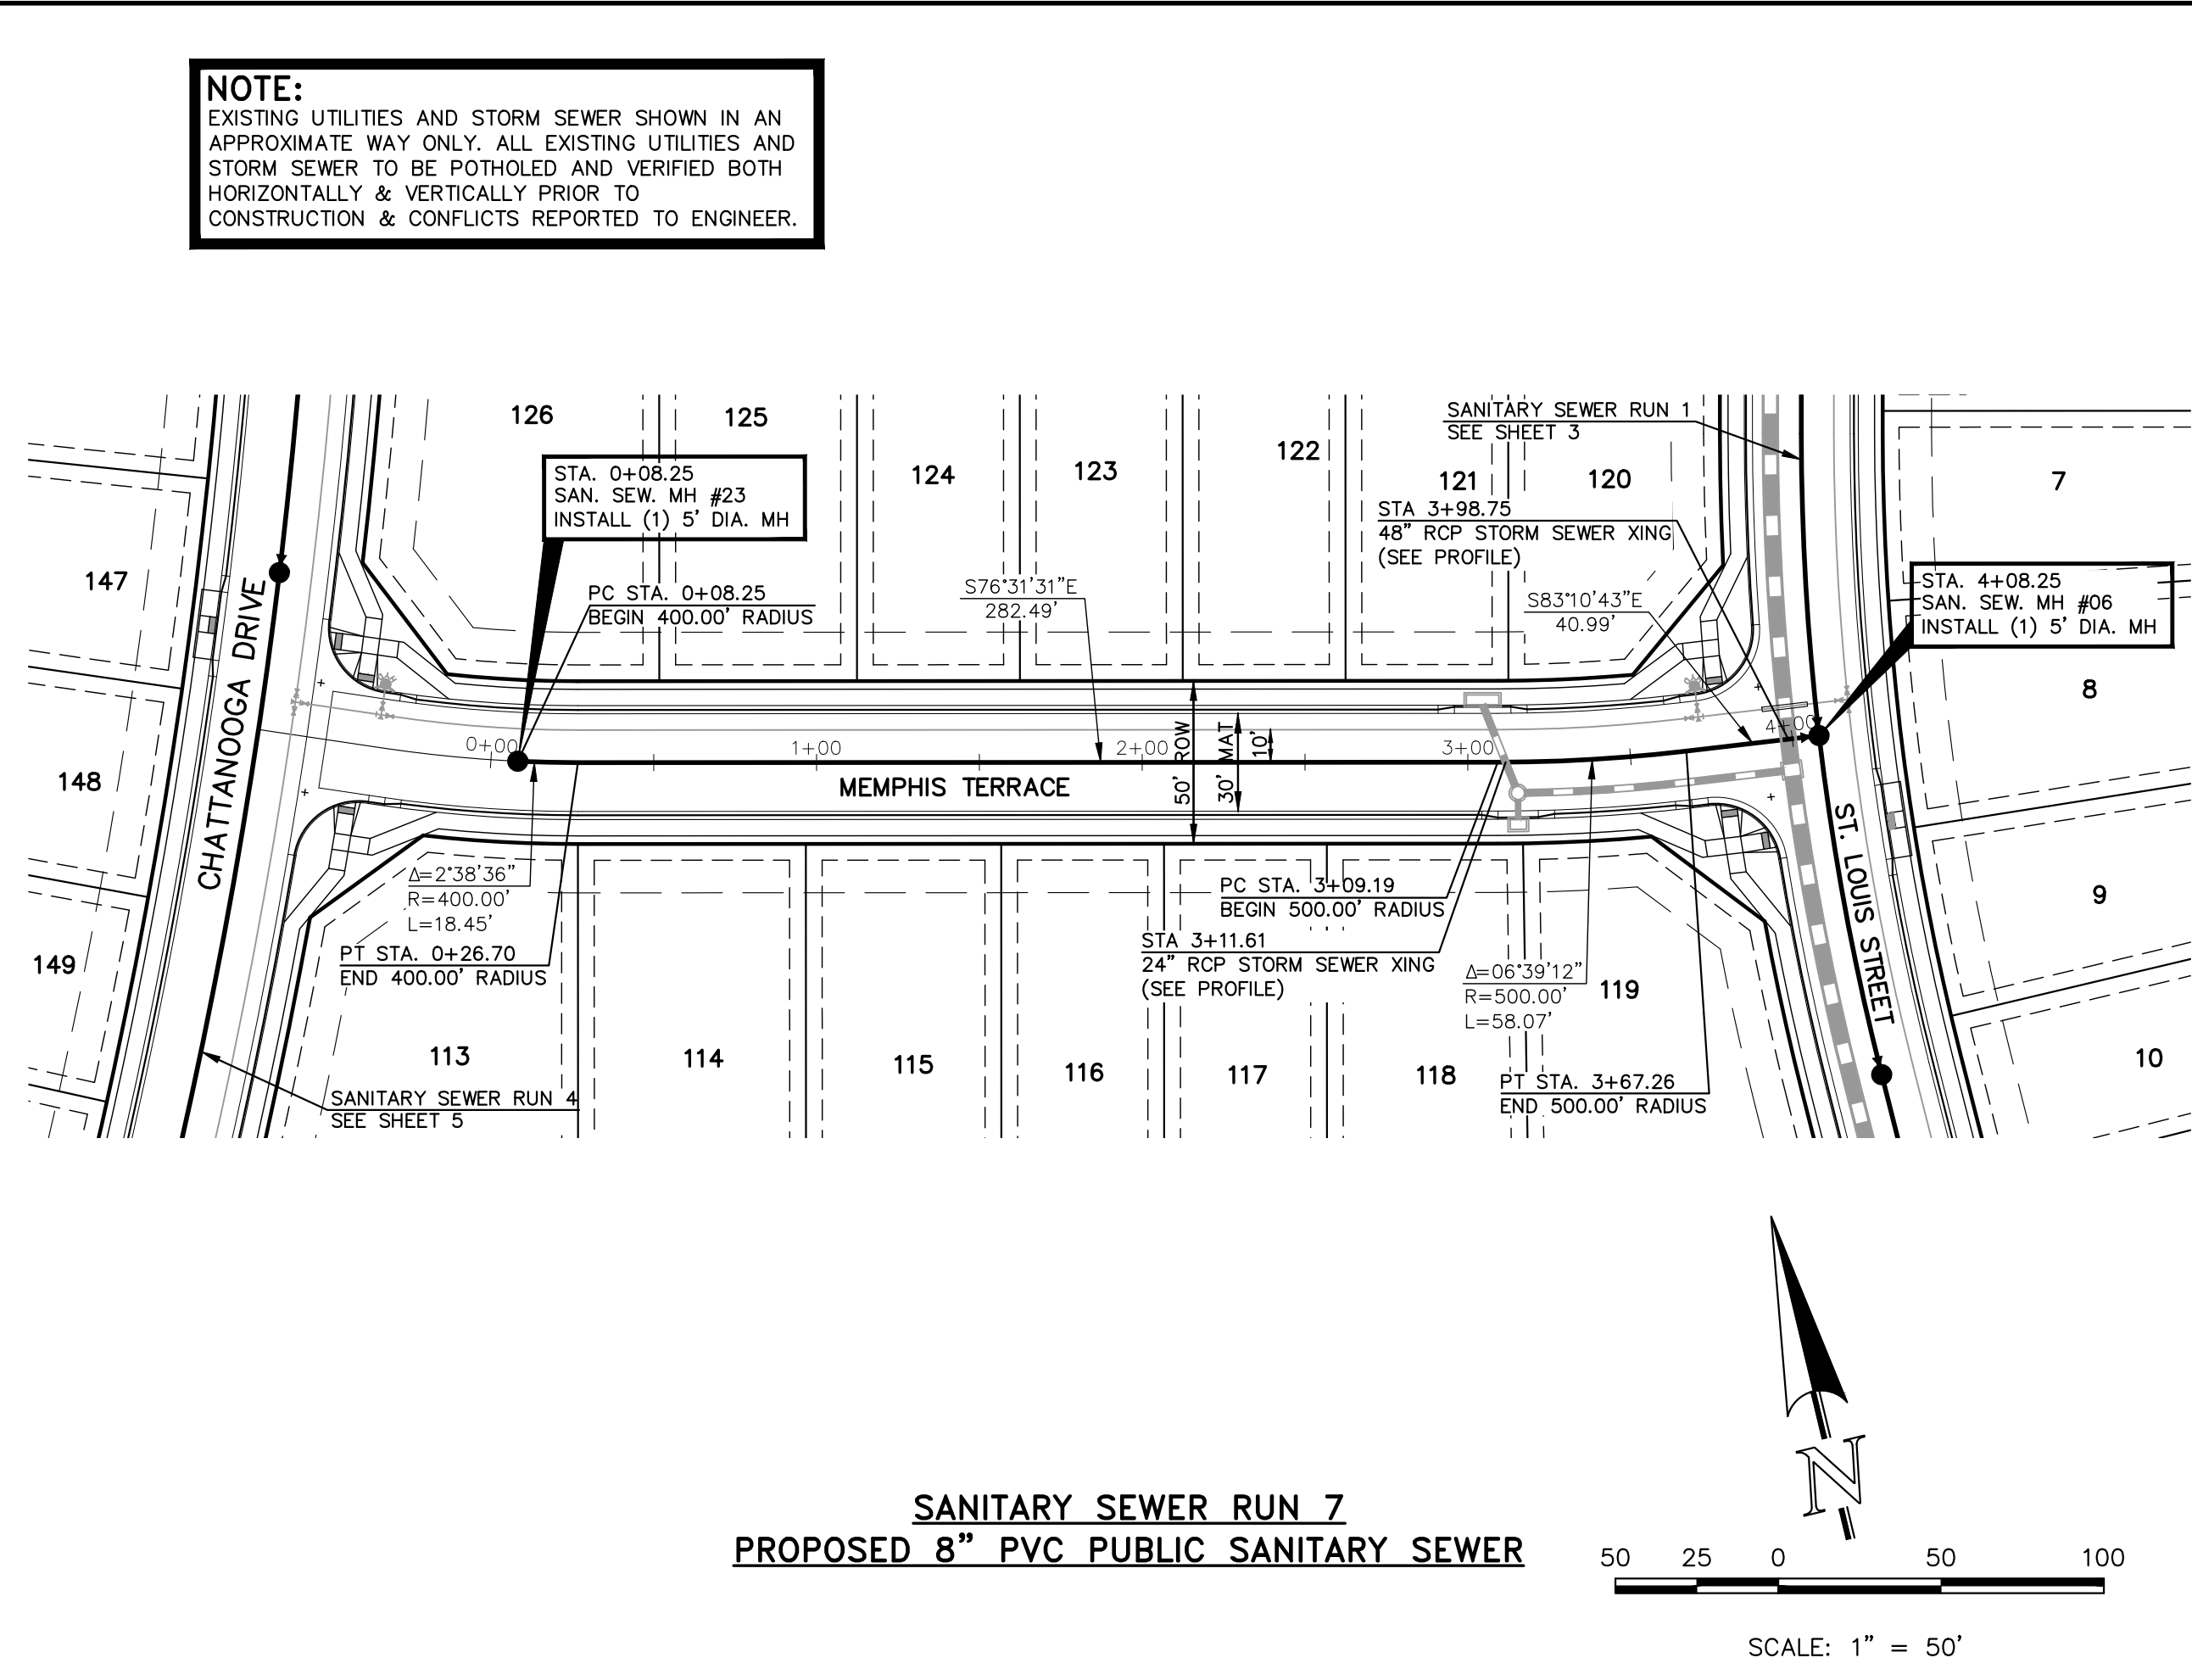 NOTE:
EXISTING UTILITIES AND STORM SEWER SHOWN IN AN
APPROXIMATE WAY ONLY. ALL EXISTING UTILITIES AND
STORM SEWER TO BE POTHOLED AND VERIFIED BOTH
HORIZONTALLY & VERTICALLY PRIOR TO
CONSTRUCTION & CONFLICTS REPORTED TO ENGINEER.
126
125
124
123
122
121
120
SANITARY SEWER RUN 1
SEE SHEET 3
7
STA. 0+08.25
SAN. SEW. MH #23
INSTALL (1) 5' DIA. MH
STA 3+98.75
48" RCP STORM SEWER XING
(SEE PROFILE)
147
CHATTANOOGA DRIVE
PC STA. 0+08.25
BEGIN 400.00' RADIUS
S76°31'31"E
282.49'
S83°10'43"E
40.99'
STA. 4+08.25
SAN. SEW. MH #06
INSTALL (1) 5' DIA. MH
8
148
0+00
1+00
2+00
3+00
4+00
50' ROW
30' MAT
10'
MEMPHIS TERRACE
ST. LOUIS STREET
9
Δ=2°38'36"
R=400.00'
L=18.45'
PT STA. 0+26.70
END 400.00' RADIUS
PC STA. 3+09.19
BEGIN 500.00' RADIUS
STA 3+11.61
24" RCP STORM SEWER XING
(SEE PROFILE)
Δ=06°39'12"
R=500.00'
L=58.07'
119
149
113
114
115
116
117
118
10
PT STA. 3+67.26
END 500.00' RADIUS
SANITARY SEWER RUN 4
SEE SHEET 5
N
SANITARY SEWER RUN 7
PROPOSED 8" PVC PUBLIC SANITARY SEWER
50 25 0 50 100
SCALE: 1" = 50'